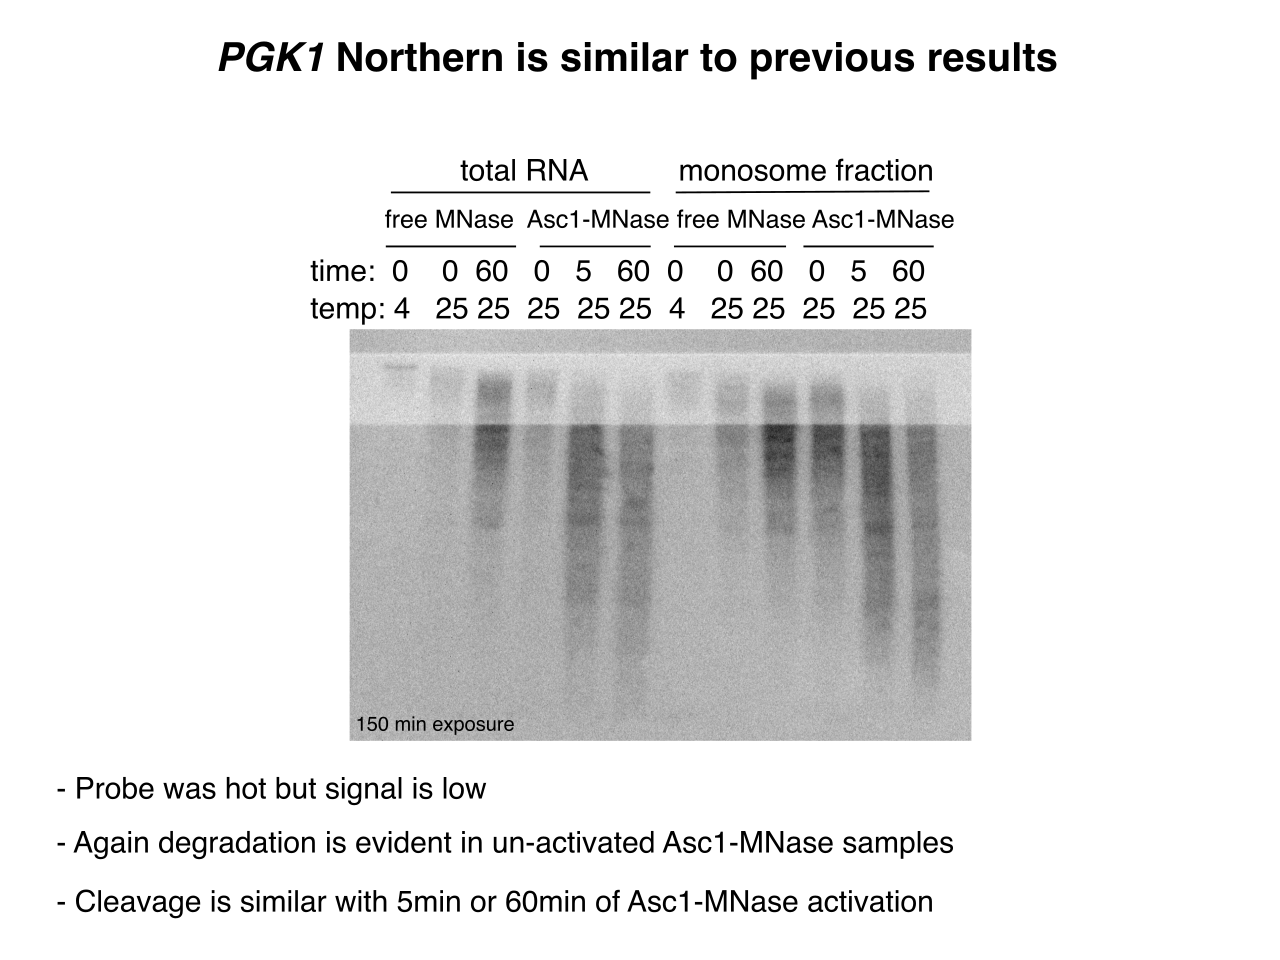 PGK1 Northern is similar to previous results
total RNA monosome fraction
free MNase Asc1-MNase free MNase Asc1-MNase
time: 0 0 60 0 5 60 0 0 60 0 5 60
temp: 4 25 25 25 25 25 4 25 25 25 25 25
150 min exposure
- Probe was hot but signal is low
- Again degradation is evident in un-activated Asc1-MNase samples
- Cleavage is similar with 5min or 60min of Asc1-MNase activation